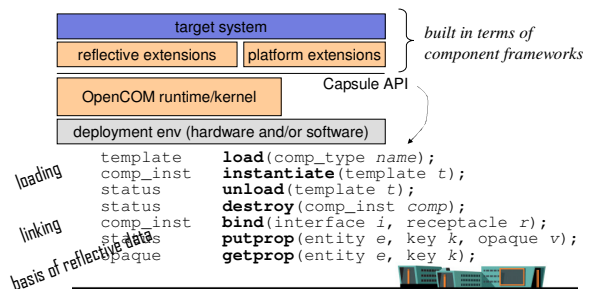 target system
reflective extensions platform extensions
built in terms of
component frameworks
Capsule API
OpenCOM runtime/kernel
deployment env (hardware and/or software)
loading
template load(comp_type name);
comp_inst instantiate(template t);
status unload(template t);
status destroy(comp_inst comp);
linking
comp_inst bind(interface i, receptacle r);
status putprop(entity e, key k, opaque v);
basis of reflective data
opaque getprop(entity e, key k);